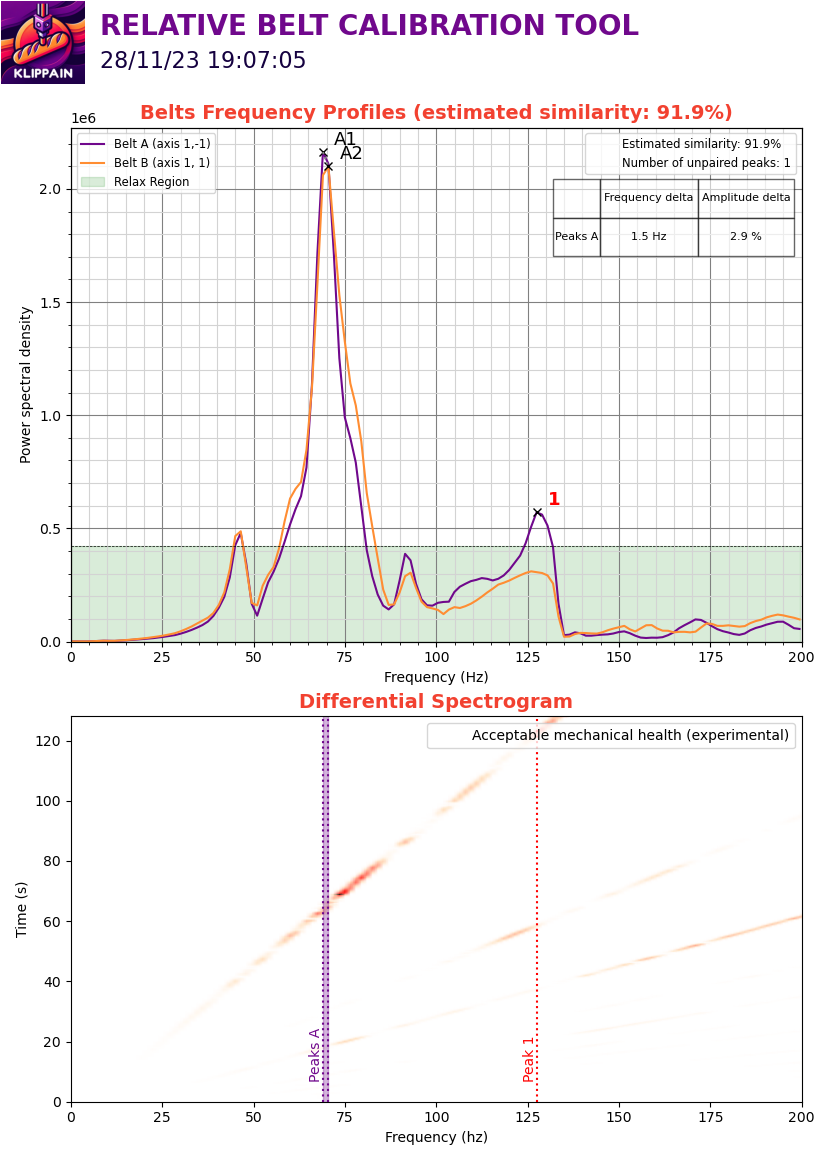 KLIPPAIN
RELATIVE BELT CALIBRATION TOOL
28/11/23 19:07:05
Belts Frequency Profiles (estimated similarity: 91.9%)
1e6
Belt A (axis 1,-1)
Belt B (axis 1, 1)
Relax Region
A1
A2
Estimated similarity: 91.9%
Number of unpaired peaks: 1
Frequency delta Amplitude delta
Peaks A 1.5 Hz 2.9 %
1
2.0
1.5
1.0
0.5
0.0
Power spectral density
0 25 50 75 100 125 150 175 200
Frequency (Hz)
Differential Spectrogram
Acceptable mechanical health (experimental)
Peaks A
Peak 1
120
100
80
60
40
20
0
Time (s)
0 25 50 75 100 125 150 175 200
Frequency (hz)